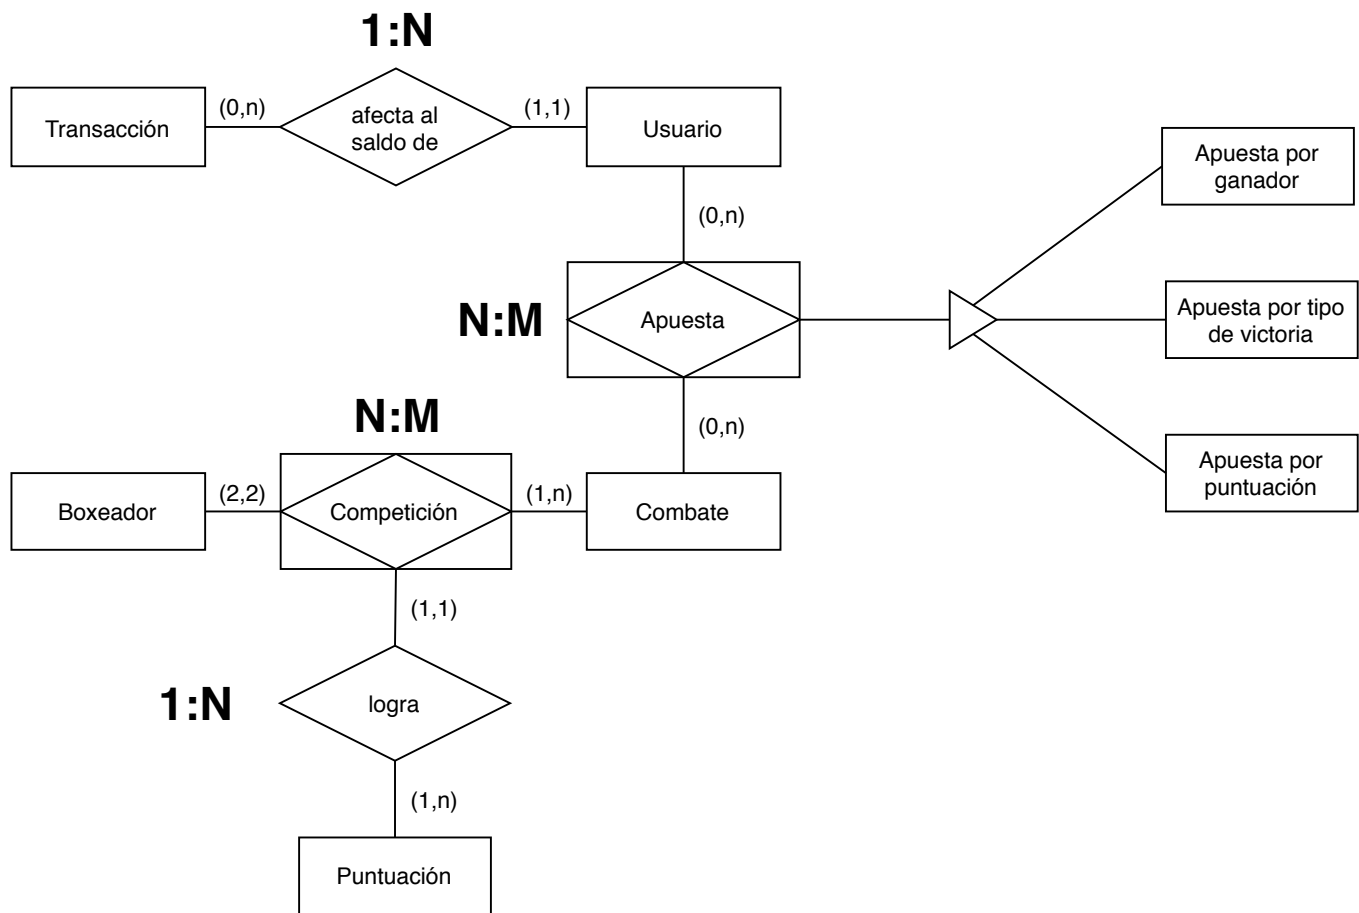 1:N
Transacción
(0,n)
afecta al
saldo de
(1,1)
Usuario
Apuesta por
ganador
(0,n)
N:M
Apuesta
Apuesta por tipo
de victoria
N:M
(0,n)
Boxeador
(2,2)
Competición
(1,n)
Combate
Apuesta por
puntuación
(1,1)
1:N
logra
(1,n)
Puntuación